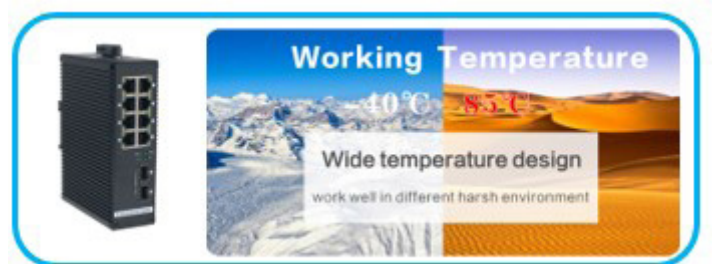 Working Temperature
-40℃ 85℃
Wide temperature design
work well in different harsh environment